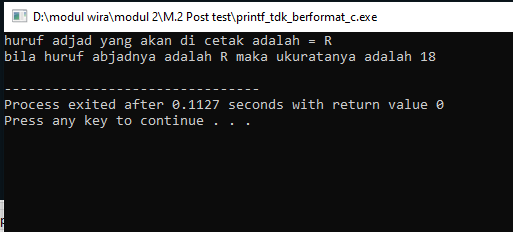 D:\modul wira\modul 2\M.2 Post test\printf_tdk_berformat_c.exe
huruf adjad yang akan di cetak adalah = R
bila huruf abjadnya adalah R maka ukuratanya adalah 18
--------------------------------
Process exited after 0.1127 seconds with return value 0
Press any key to continue . . .